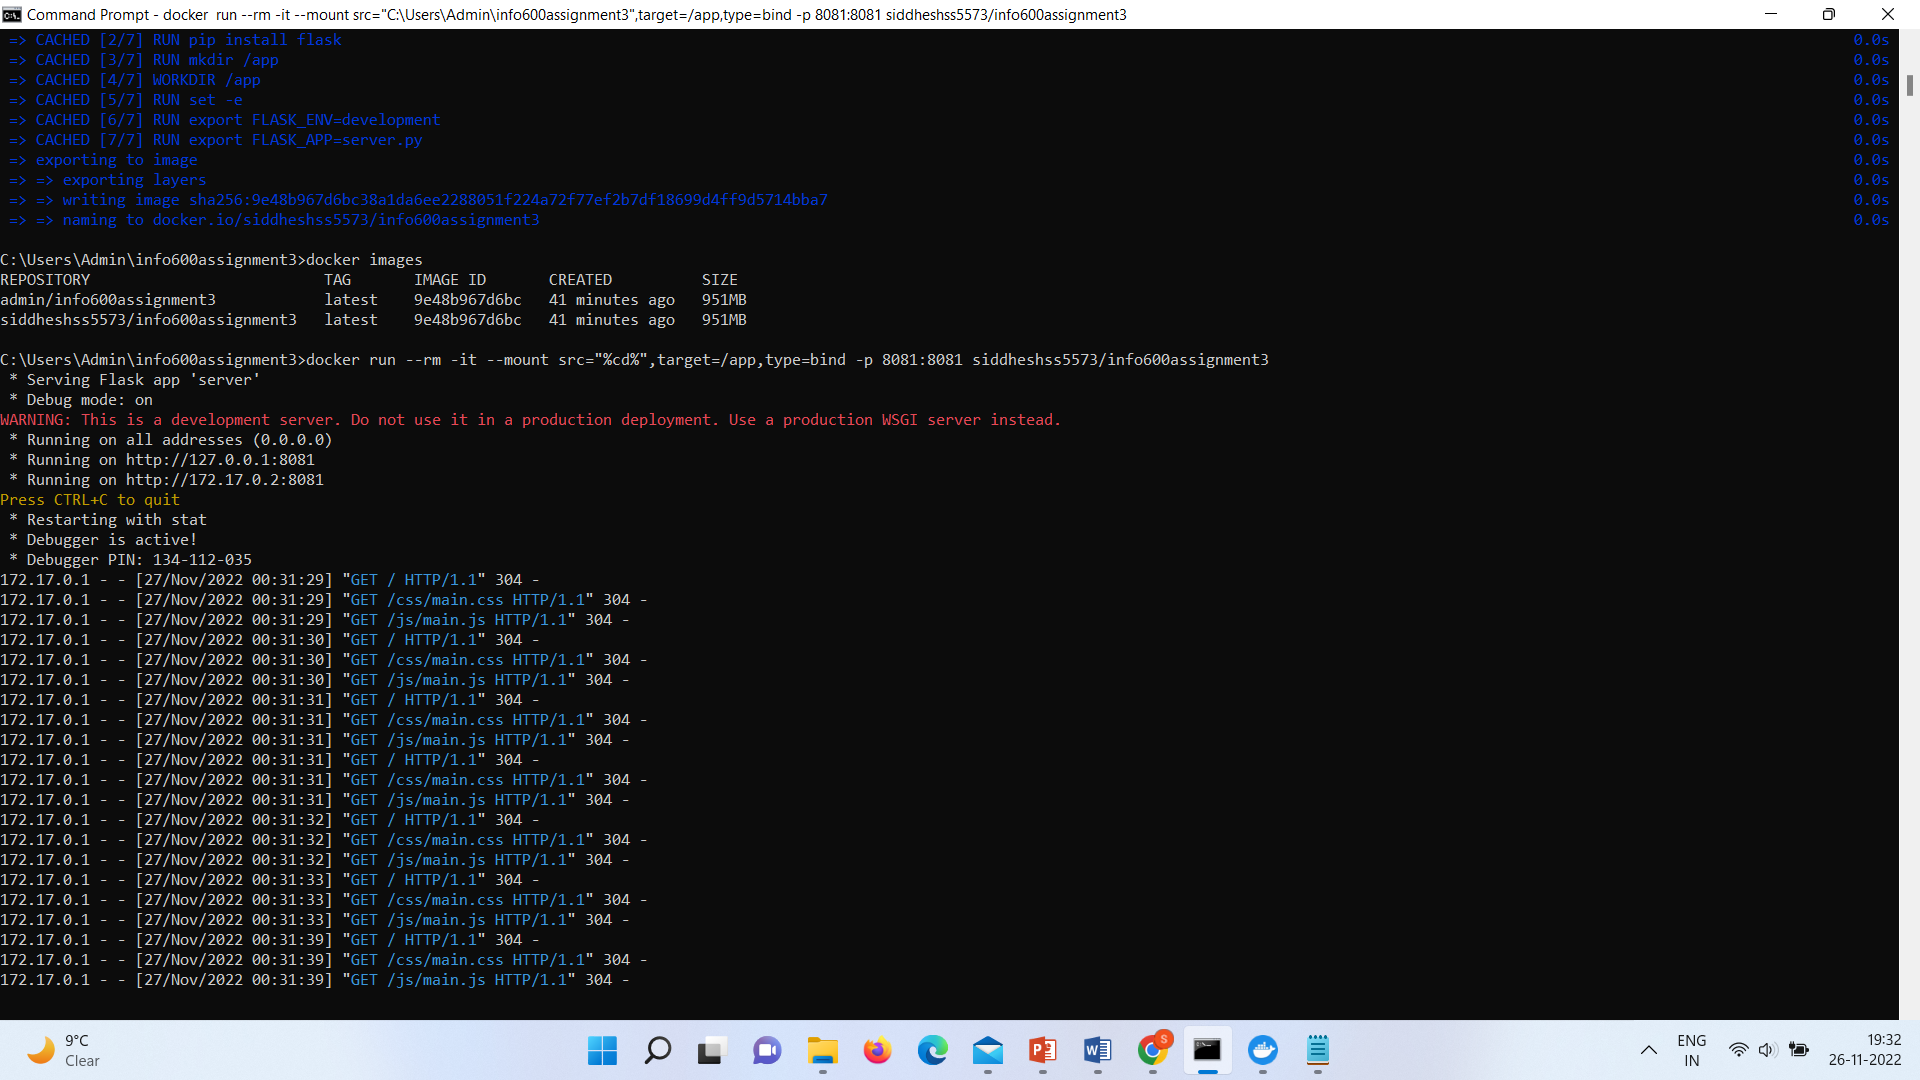 Command Prompt - docker  run --rm -it --mount src="C:\Users\Admin\info600assignment3",target=/app,type=bind -p 8081:8081 siddheshss5573/info600assignment3
=> CACHED [2/7] RUN pip install flask 0.0s
=> CACHED [3/7] RUN mkdir /app 0.0s
=> CACHED [4/7] WORKDIR /app 0.0s
=> CACHED [5/7] RUN set -e 0.0s
=> CACHED [6/7] RUN export FLASK_ENV=development 0.0s
=> CACHED [7/7] RUN export FLASK_APP=server.py 0.0s
=> exporting to image 0.0s
=> => exporting layers 0.0s
=> => writing image sha256:9e48b967d6bc38a1da6ee2288051f224a72f77ef2b7df18699d4ff9d5714bba7 0.0s
=> => naming to docker.io/siddheshss5573/info600assignment3 0.0s
C:\Users\Admin\info600assignment3>docker images
REPOSITORY TAG IMAGE ID CREATED SIZE
admin/info600assignment3 latest 9e48b967d6bc 41 minutes ago 951MB
siddheshss5573/info600assignment3 latest 9e48b967d6bc 41 minutes ago 951MB
C:\Users\Admin\info600assignment3>docker run --rm -it --mount src="%cd%",target=/app,type=bind -p 8081:8081 siddheshss5573/info600assignment3
* Serving Flask app 'server'
* Debug mode: on
WARNING: This is a development server. Do not use it in a production deployment. Use a production WSGI server instead.
* Running on all addresses (0.0.0.0)
* Running on http://127.0.0.1:8081
* Running on http://172.17.0.2:8081
Press CTRL+C to quit
* Restarting with stat
* Debugger is active!
* Debugger PIN: 134-112-035
172.17.0.1 - - [27/Nov/2022 00:31:29] "GET / HTTP/1.1" 304 -
172.17.0.1 - - [27/Nov/2022 00:31:29] "GET /css/main.css HTTP/1.1" 304 -
172.17.0.1 - - [27/Nov/2022 00:31:29] "GET /js/main.js HTTP/1.1" 304 -
172.17.0.1 - - [27/Nov/2022 00:31:30] "GET / HTTP/1.1" 304 -
172.17.0.1 - - [27/Nov/2022 00:31:30] "GET /css/main.css HTTP/1.1" 304 -
172.17.0.1 - - [27/Nov/2022 00:31:30] "GET /js/main.js HTTP/1.1" 304 -
172.17.0.1 - - [27/Nov/2022 00:31:31] "GET / HTTP/1.1" 304 -
172.17.0.1 - - [27/Nov/2022 00:31:31] "GET /css/main.css HTTP/1.1" 304 -
172.17.0.1 - - [27/Nov/2022 00:31:31] "GET /js/main.js HTTP/1.1" 304 -
172.17.0.1 - - [27/Nov/2022 00:31:31] "GET / HTTP/1.1" 304 -
172.17.0.1 - - [27/Nov/2022 00:31:31] "GET /css/main.css HTTP/1.1" 304 -
172.17.0.1 - - [27/Nov/2022 00:31:31] "GET /js/main.js HTTP/1.1" 304 -
172.17.0.1 - - [27/Nov/2022 00:31:32] "GET / HTTP/1.1" 304 -
172.17.0.1 - - [27/Nov/2022 00:31:32] "GET /css/main.css HTTP/1.1" 304 -
172.17.0.1 - - [27/Nov/2022 00:31:32] "GET /js/main.js HTTP/1.1" 304 -
172.17.0.1 - - [27/Nov/2022 00:31:33] "GET / HTTP/1.1" 304 -
172.17.0.1 - - [27/Nov/2022 00:31:33] "GET /css/main.css HTTP/1.1" 304 -
172.17.0.1 - - [27/Nov/2022 00:31:33] "GET /js/main.js HTTP/1.1" 304 -
172.17.0.1 - - [27/Nov/2022 00:31:39] "GET / HTTP/1.1" 304 -
172.17.0.1 - - [27/Nov/2022 00:31:39] "GET /css/main.css HTTP/1.1" 304 -
172.17.0.1 - - [27/Nov/2022 00:31:39] "GET /js/main.js HTTP/1.1" 304 -
9°C
Clear
ENG
IN
19:32
26-11-2022